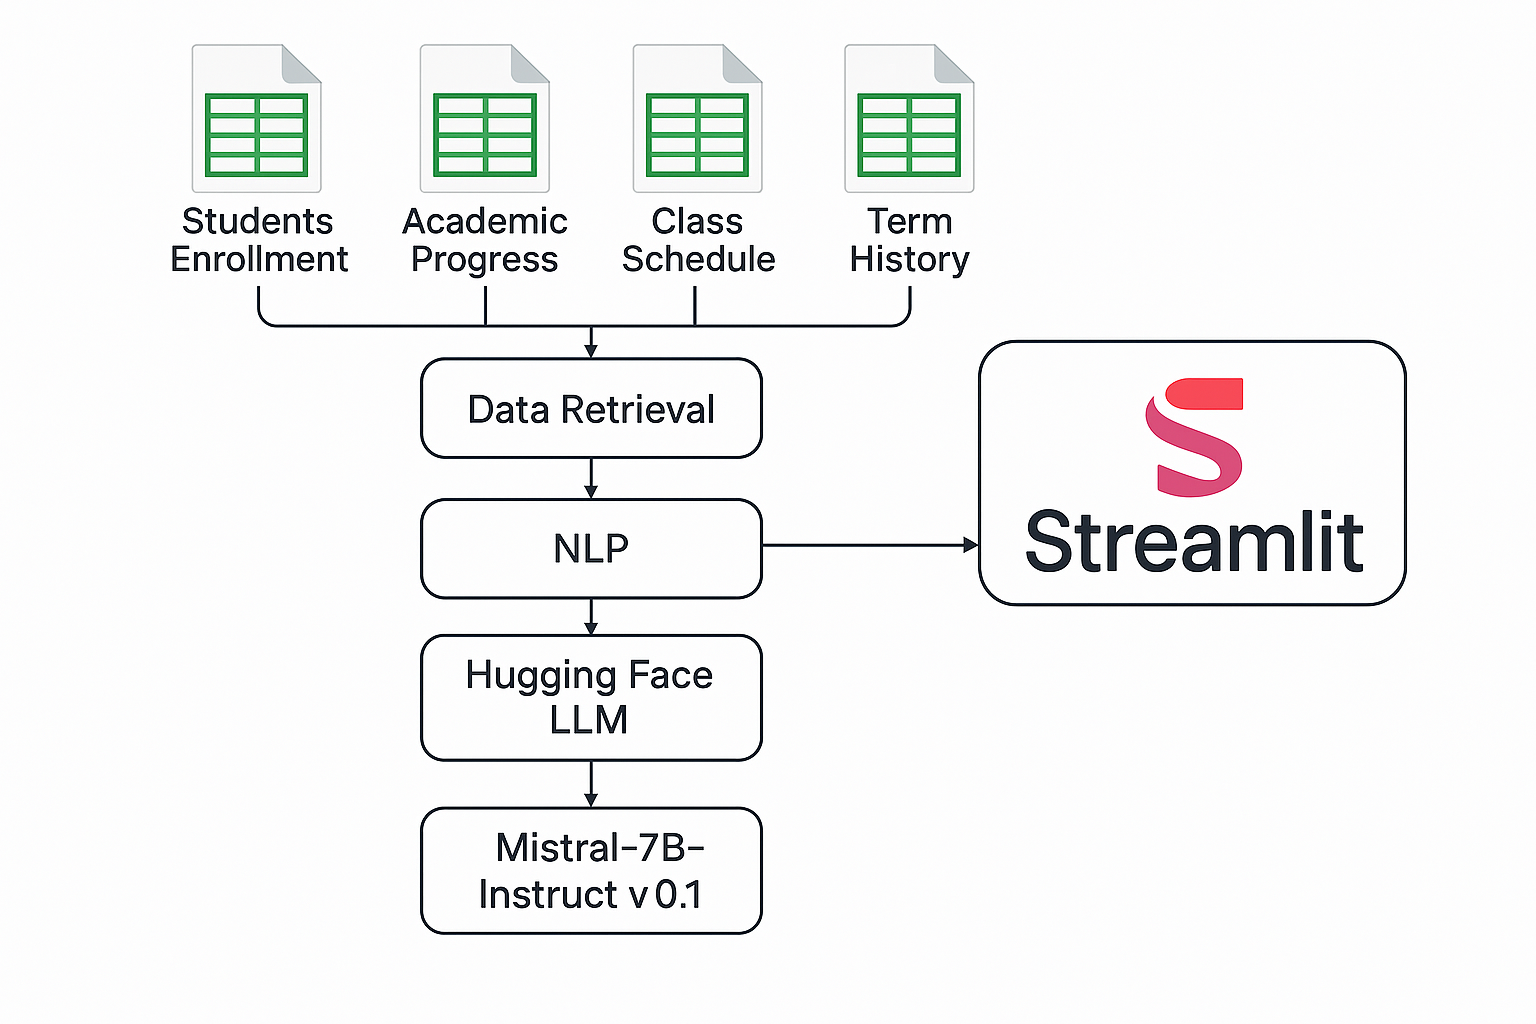 Students
Enrollment
Academic
Progress
Class
Schedule
Term
History
Data Retrieval
NLP
Streamlit
Hugging Face
LLM
Mistral-7B-
Instruct v 0.1